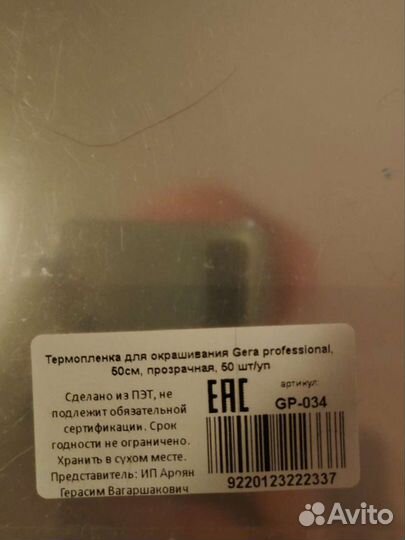 Термопленка для окрашивания Gera professional,
50см, прозрачная, 50 шт/уп
Сделано из ПЭТ, не
подлежит обязательной
сертификации. Срок
годности не ограничено.
Хранить в сухом месте.
Представитель: ИП Ароян
Герасим Вагаршакович
EAC
артикул:
GP-034
9220123222337
Avito